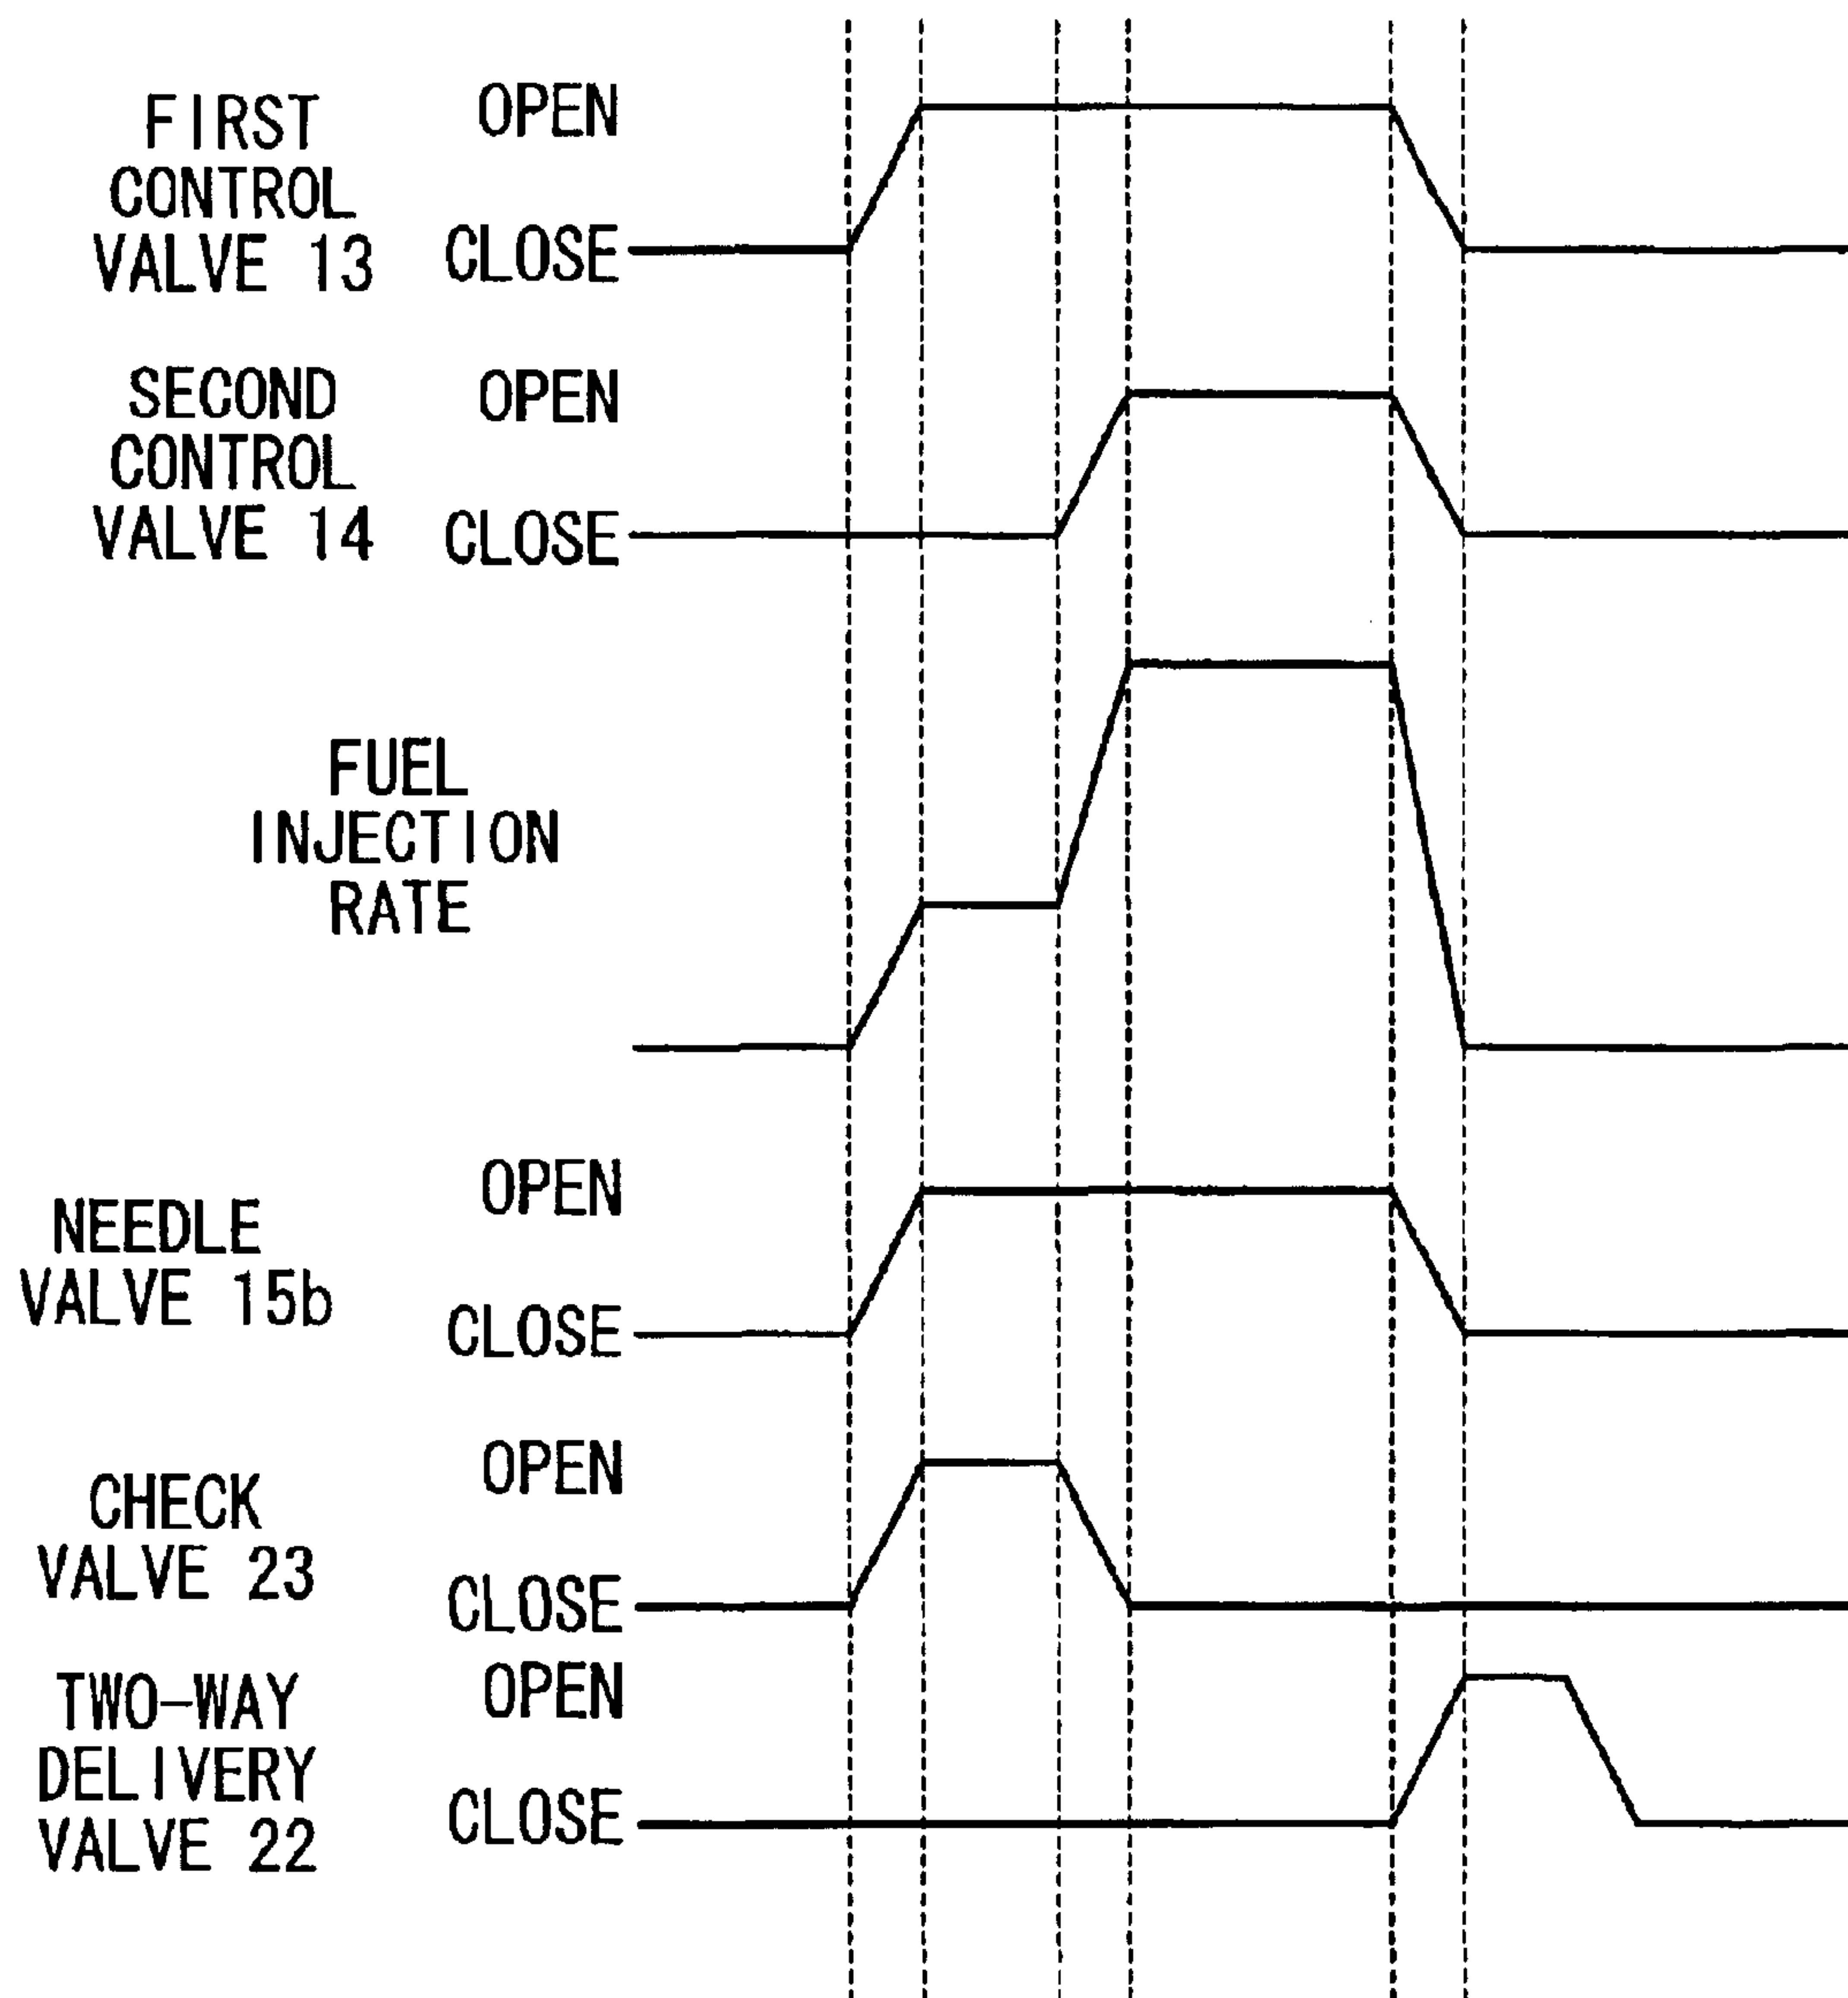 FIRST
CONTROL
VALVE 13
OPEN
CLOSE
SECOND
CONTROL
VALVE 14
OPEN
CLOSE
FUEL
INJECTION
RATE
NEEDLE
VALVE 15b
OPEN
CLOSE
CHECK
VALVE 23
OPEN
CLOSE
TWO-WAY
DELIVERY
VALVE 22
OPEN
CLOSE